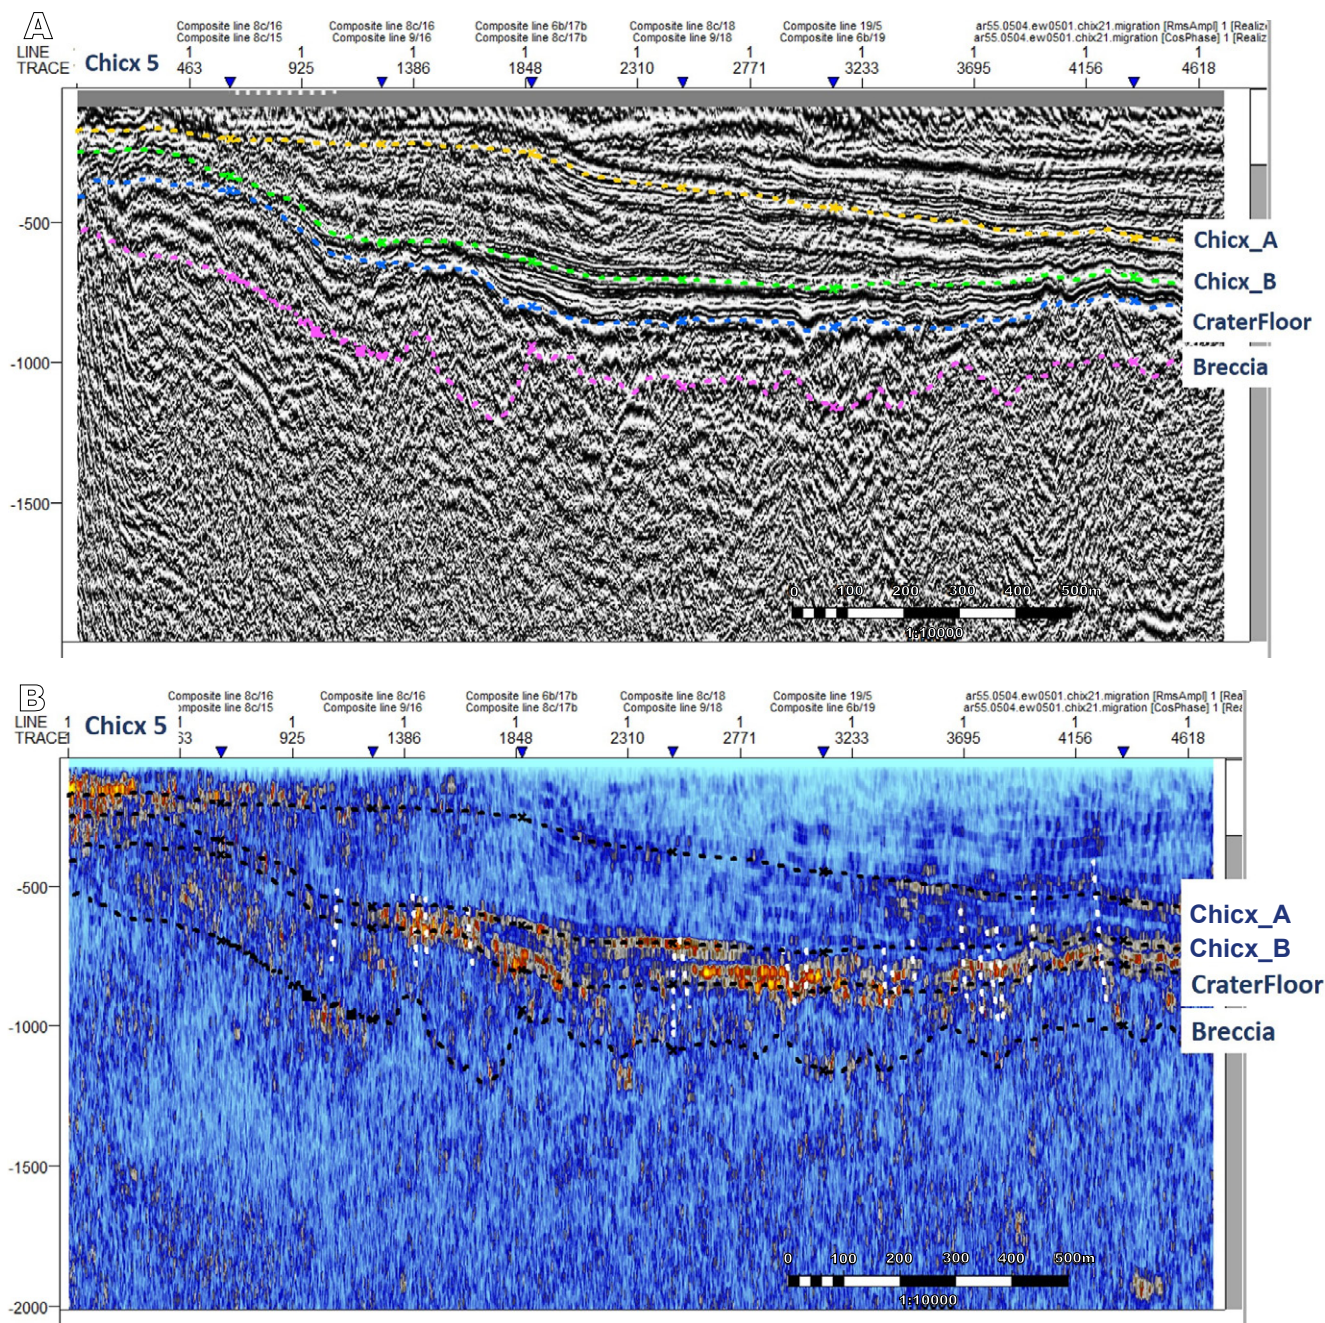 A
Composite line 8c/16 Composite line 8c/16 Composite line 6b/17b Composite line 8c/18 Composite line 19/5 ar55.0504.ew0501.chix21.migration [RmsAmpl] 1 [Realiz
Composite line 8c/15 Composite line 9/16 Composite line 8c/17b Composite line 9/18 Composite line 6b/19 ar55.0504.ew0501.chix21.migration [CosPhase] 1 [Realiz
LINE 1 1 1 1 1 1 1 1 1 1
TRACE Chicx 5 463 925 1386 1848 2310 2771 3233 3695 4156 4618
-500
Chicx_A
Chicx_B
CraterFloor
-1000
Breccia
-1500
0 100 200 300 400 500m
1:10000
B
Composite line 8c/16 Composite line 8c/16 Composite line 6b/17b Composite line 8c/18 Composite line 19/5 ar55.0504.ew0501.chix21.migration [RmsAmpl] 1 [Rea
mposite line 8c/15 Composite line 9/16 Composite line 8c/17b Composite line 9/18 Composite line 6b/19 ar55.0504.ew0501.chix21.migration [CosPhase] 1 [Rea
LINE 1 Chicx 5 1 1 1 1 1 1 1 1 1 1
TRACE 1 53 925 1386 1848 2310 2771 3233 3695 4156 4618
-500
Chicx_A
Chicx_B
CraterFloor
-1000
Breccia
-1500
0 100 200 300 400 500m
1:10000
-2000